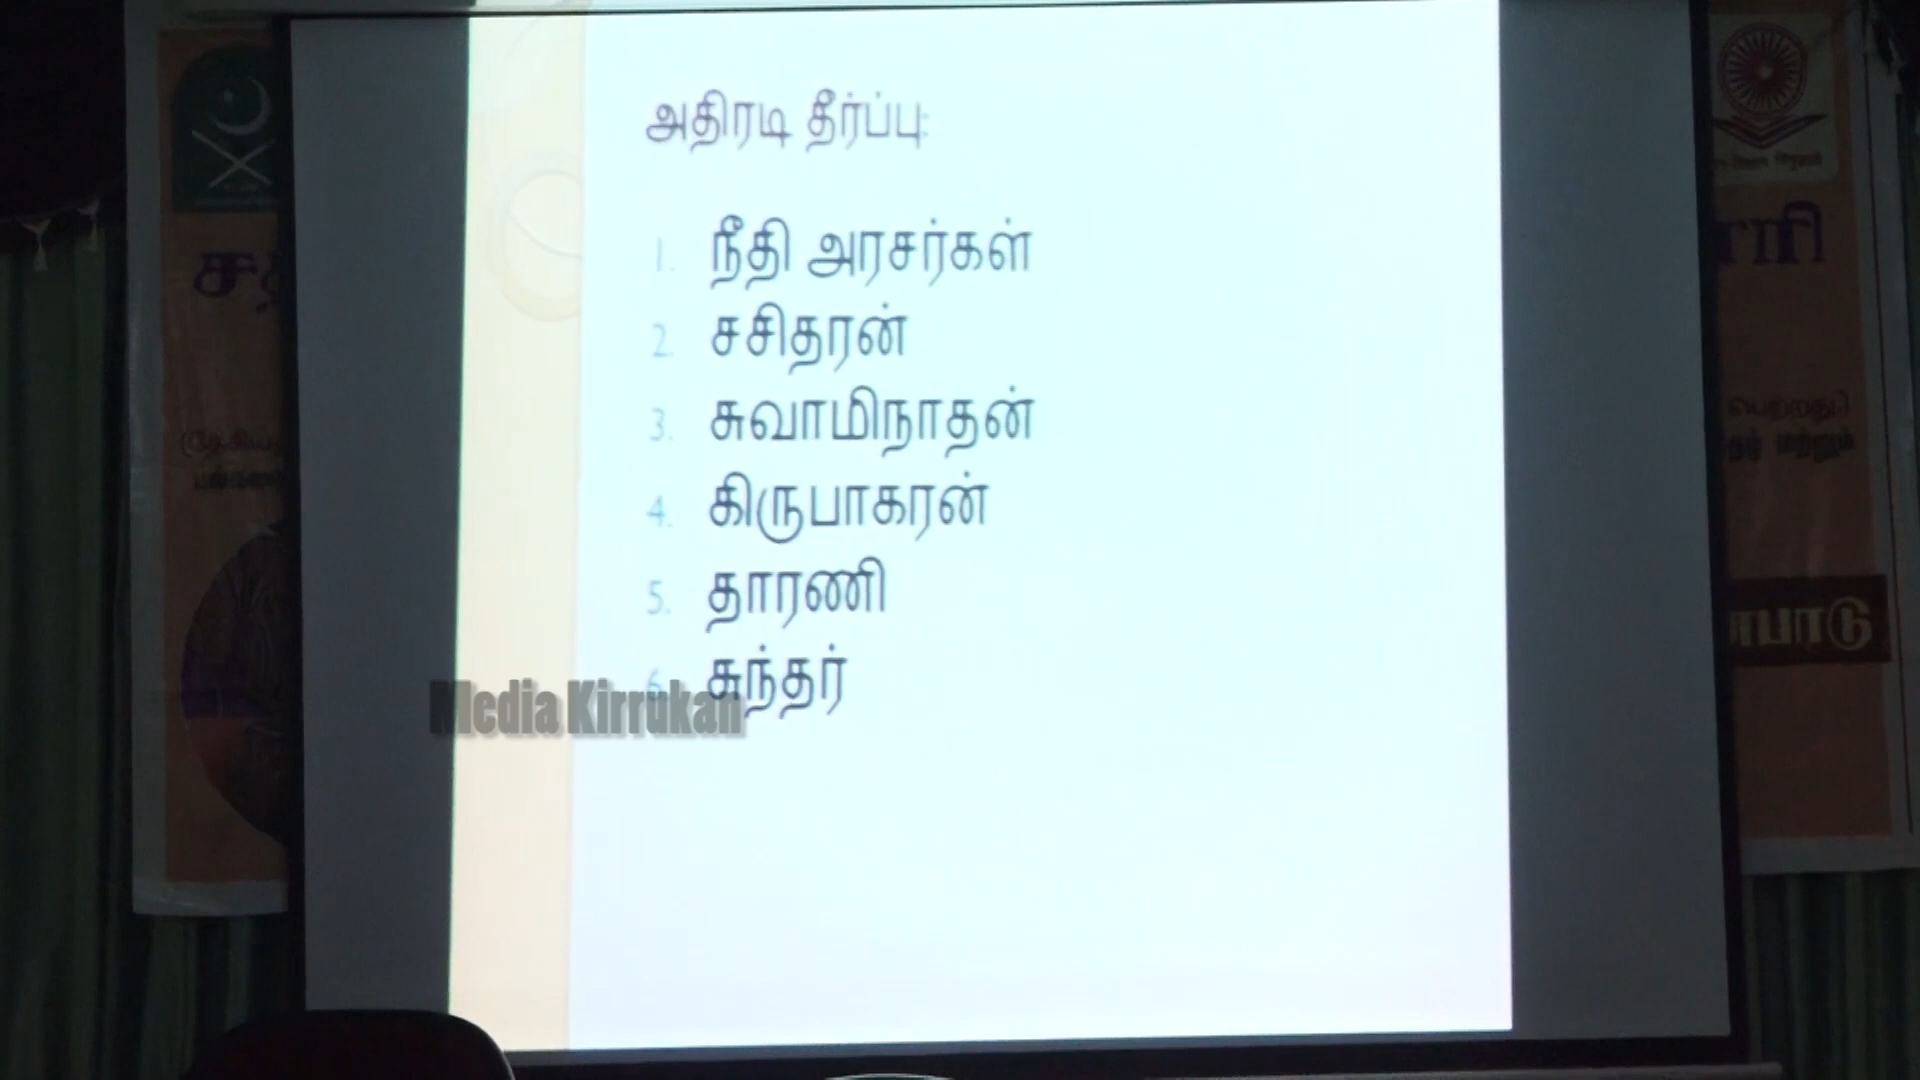 அதிரடி தீர்ப்பு:
1. நீதி அரசர்கள்
2. சசிதரன்
3. சுவாமிநாதன்
4. கிருபாகரன்
5. தாரணி
6. சுந்தர்
Media Kirrukan